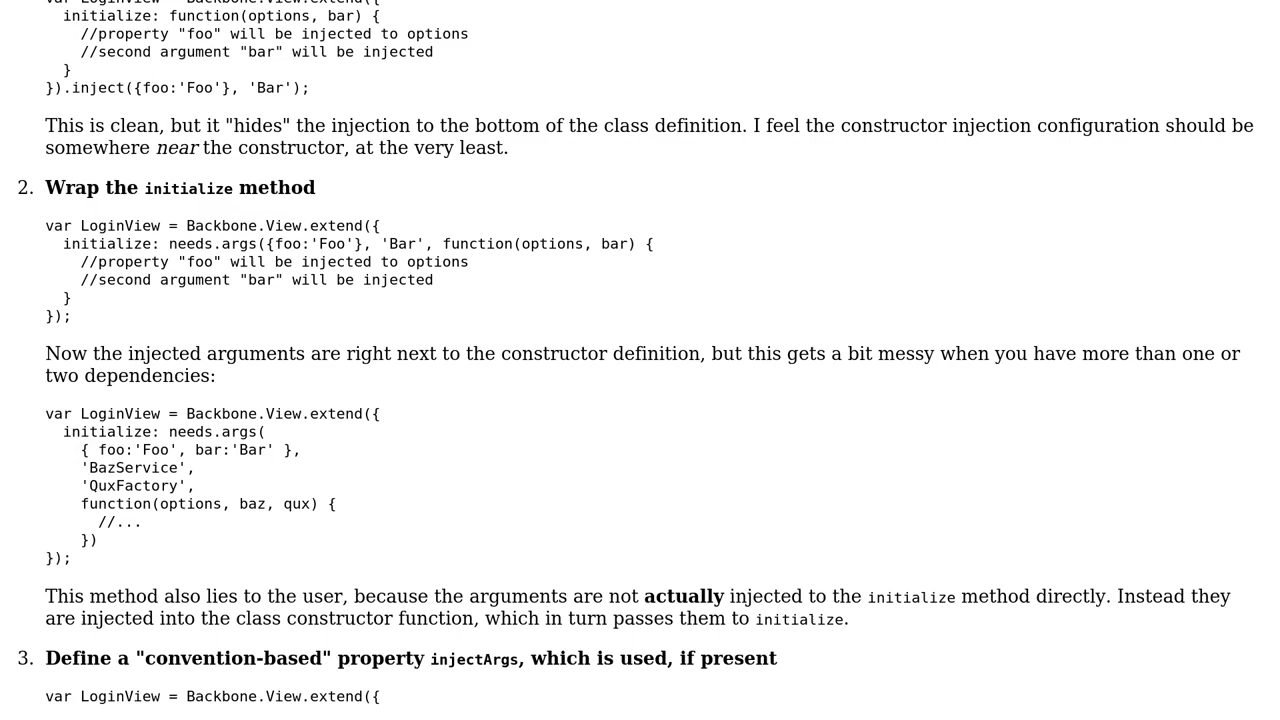 var LoginView = Backbone.View.extend({
  initialize: function(options, bar) {
    //property "foo" will be injected to options
    //second argument "bar" will be injected
  }
}).inject({foo:'Foo'}, 'Bar');
This is clean, but it "hides" the injection to the bottom of the class definition. I feel the constructor injection configuration should be
somewhere near the constructor, at the very least.
2. Wrap the initialize method
var LoginView = Backbone.View.extend({
  initialize: needs.args({foo:'Foo'}, 'Bar', function(options, bar) {
    //property "foo" will be injected to options
    //second argument "bar" will be injected
  }
});
Now the injected arguments are right next to the constructor definition, but this gets a bit messy when you have more than one or
two dependencies:
var LoginView = Backbone.View.extend({
  initialize: needs.args(
    { foo:'Foo', bar:'Bar' },
    'BazService',
    'QuxFactory',
    function(options, baz, qux) {
      //...
    })
});
This method also lies to the user, because the arguments are not actually injected to the initialize method directly. Instead they
are injected into the class constructor function, which in turn passes them to initialize.
3. Define a "convention-based" property injectArgs, which is used, if present
var LoginView = Backbone.View.extend({